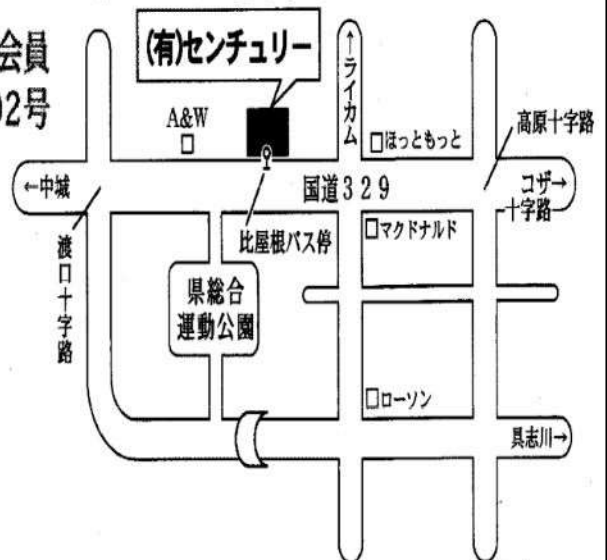 会員
02号
(有)センチュリー
↑ライカム
A&W
ほっともっと
高原十字路
←中城
国道329
コザ→
十字路
渡口十字路
比屋根バス停
マクドナルド
県総合
運動公園
ローソン
具志川→